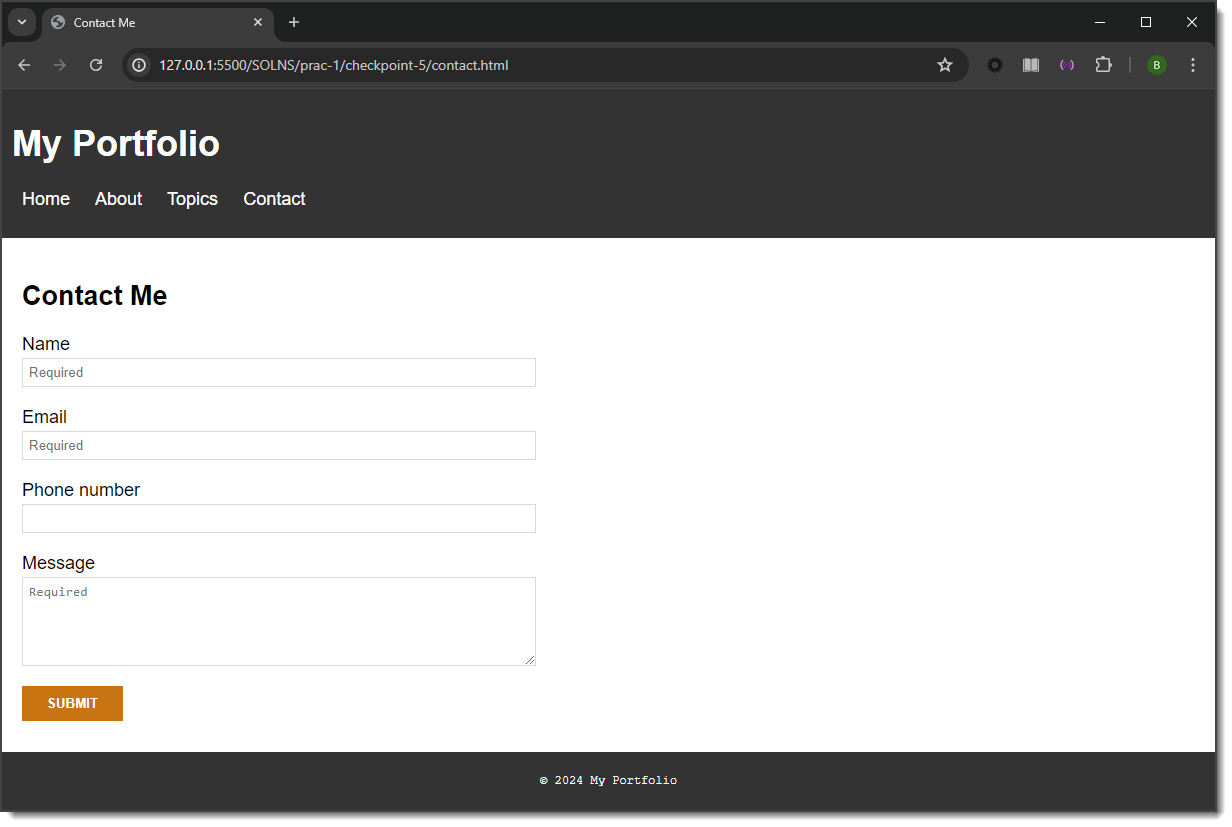 Contact Me
127.0.0.1:5500/SOLNS/prac-1/checkpoint-5/contact.html
B
My Portfolio
Home About Topics Contact
Contact Me
Name
Required
Email
Required
Phone number
Message
Required
SUBMIT
© 2024 My Portfolio